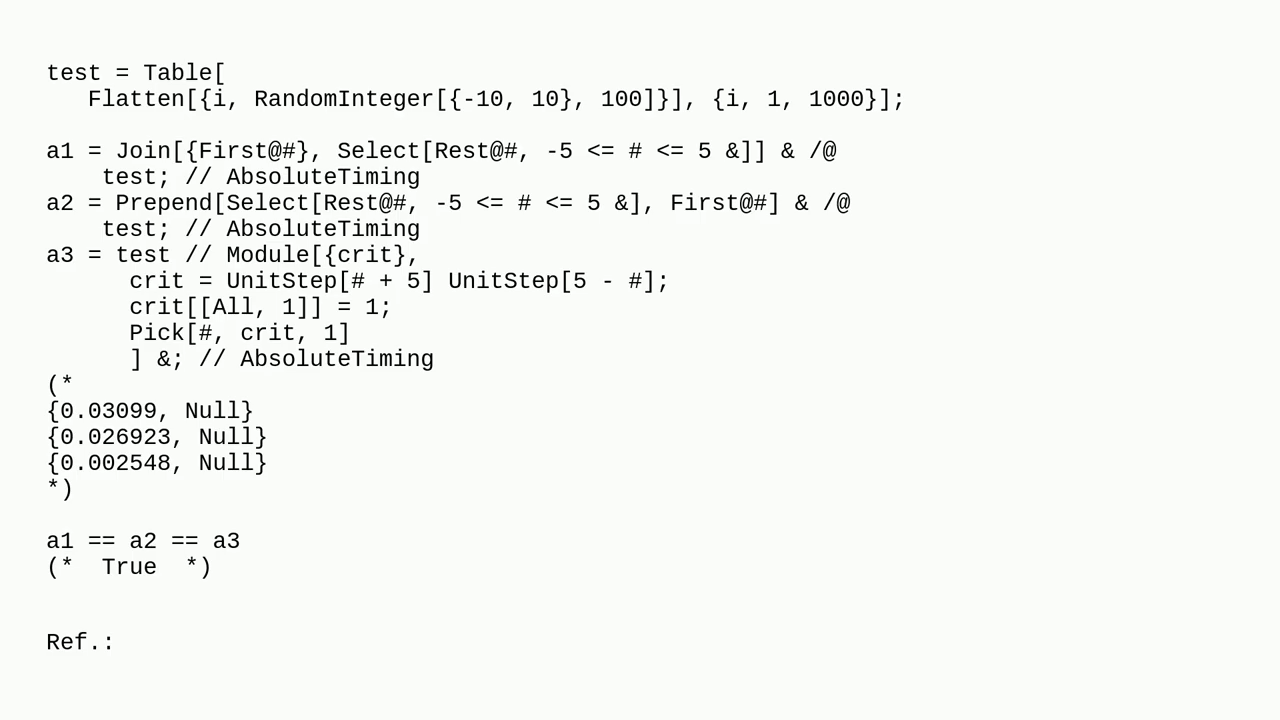 test = Table[
   Flatten[{i, RandomInteger[{-10, 10}, 100]}], {i, 1, 1000}];

a1 = Join[{First@#}, Select[Rest@#, -5 <= # <= 5 &]] & /@
    test; // AbsoluteTiming
a2 = Prepend[Select[Rest@#, -5 <= # <= 5 &], First@#] & /@
    test; // AbsoluteTiming
a3 = test // Module[{crit},
      crit = UnitStep[# + 5] UnitStep[5 - #];
      crit[[All, 1]] = 1;
      Pick[#, crit, 1]
      ] &; // AbsoluteTiming
(*
{0.03099, Null}
{0.026923, Null}
{0.002548, Null}
*)

a1 == a2 == a3
(*  True  *)

Ref.: